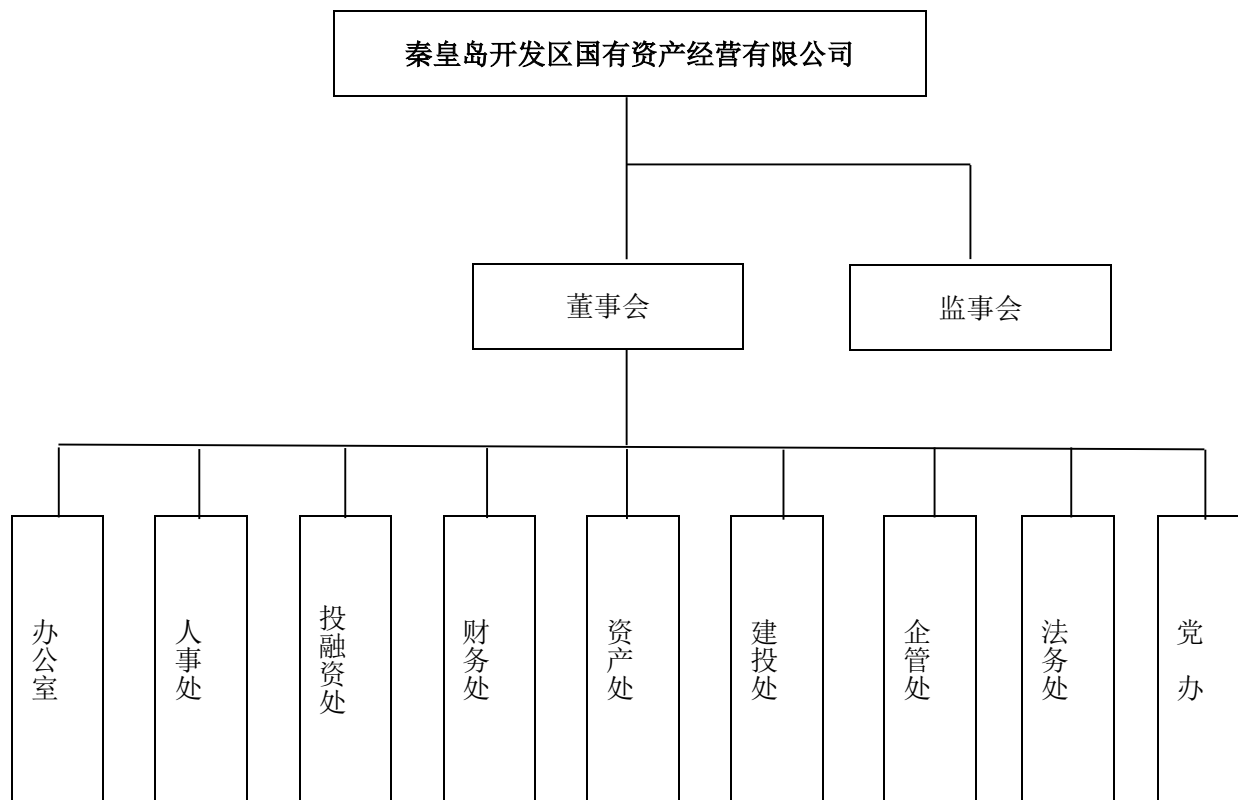 秦皇岛开发区国有资产经营有限公司
董事会
监事会
办公室
人事处
投融资处
财务处
资产处
建投处
企管处
法务处
党办